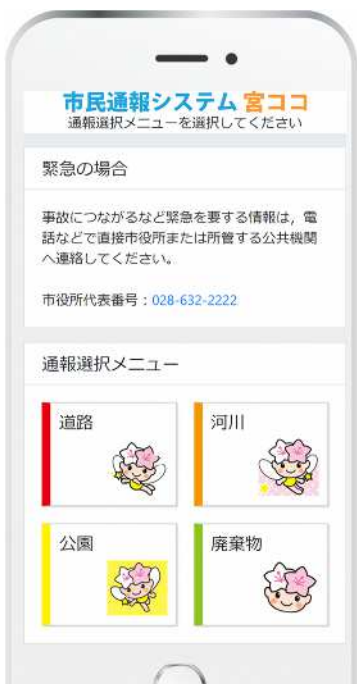 市民通報システム 宮ココ
通報選択メニューを選択してください
緊急の場合
事故につながるなど緊急を要する情報は，電
話などで直接市役所または所管する公共機関
へ連絡してください。
市役所代表番号：028-632-2222
通報選択メニュー
道路
河川
公園
廃棄物